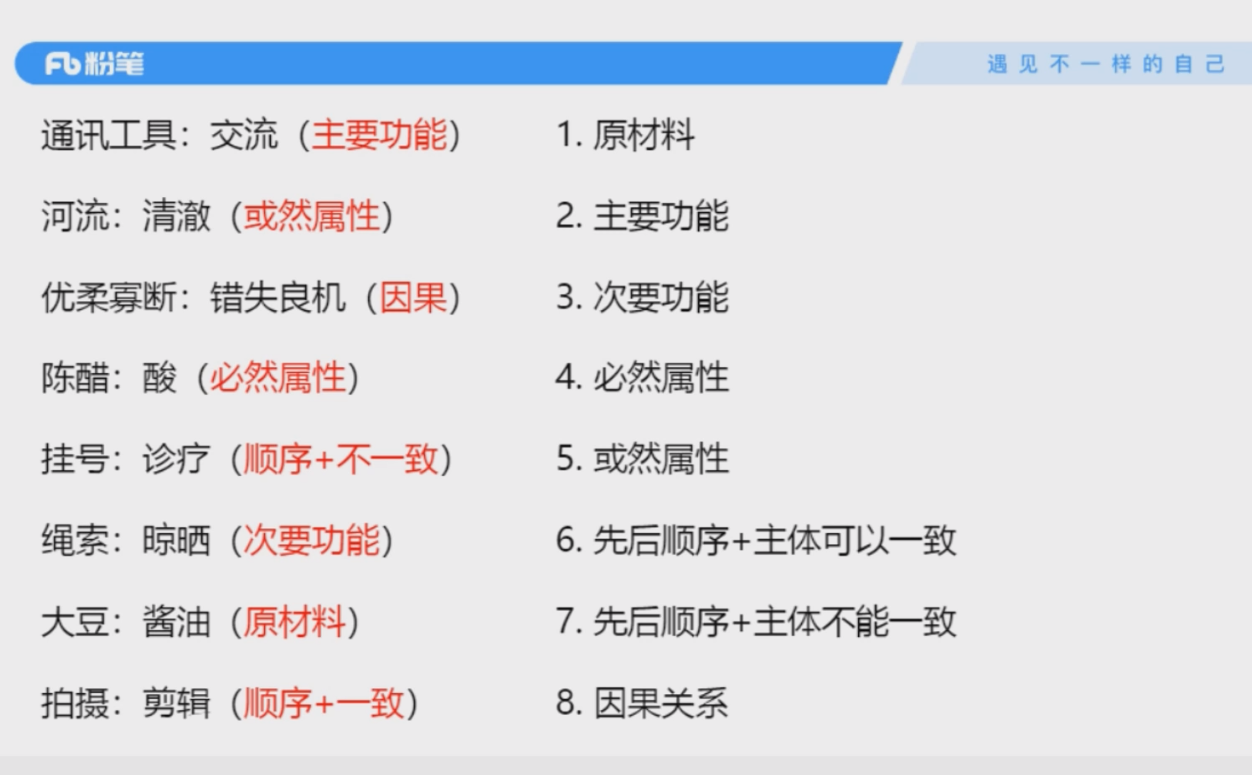 粉笔
遇见不一样的自己
通讯工具：交流（主要功能）
1. 原材料
河流：清澈（或然属性）
2. 主要功能
优柔寡断：错失良机（因果）
3. 次要功能
陈醋：酸（必然属性）
4. 必然属性
挂号：诊疗（顺序+不一致）
5. 或然属性
绳索：晾晒（次要功能）
6. 先后顺序+主体可以一致
大豆：酱油（原材料）
7. 先后顺序+主体不能一致
拍摄：剪辑（顺序+一致）
8. 因果关系